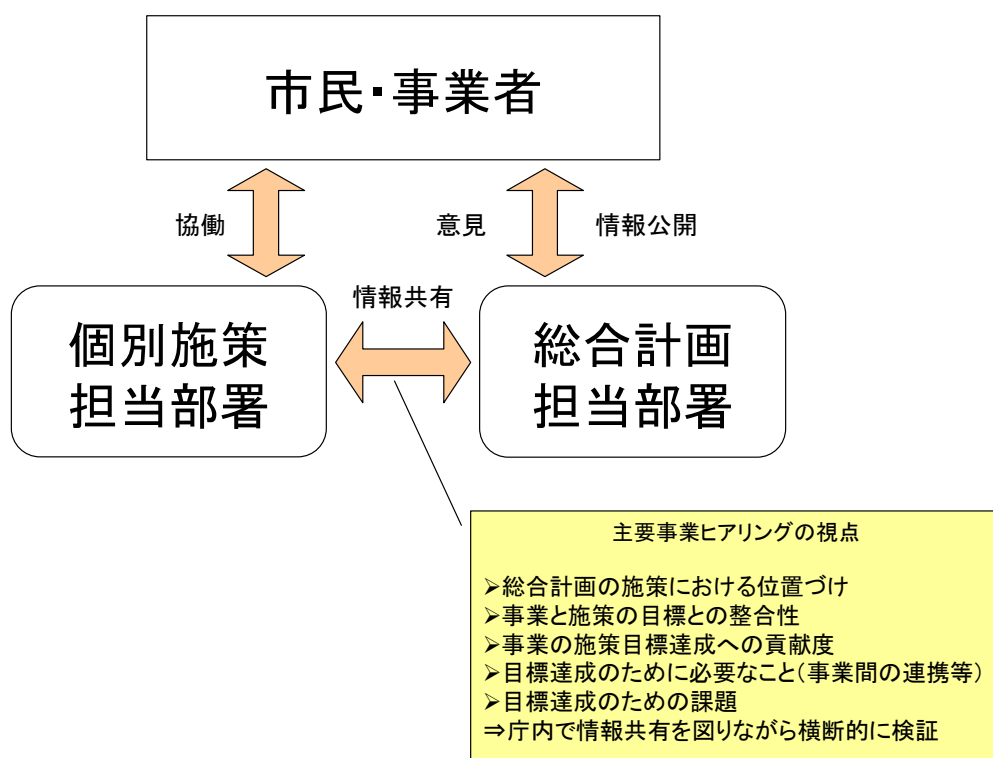 市民・事業者
協働
意見
情報公開
情報共有
個別施策
担当部署
総合計画
担当部署
主要事業ヒアリングの視点
➢総合計画の施策における位置づけ
➢事業と施策の目標との整合性
➢事業の施策目標達成への貢献度
➢目標達成のために必要なこと(事業間の連携等)
➢目標達成のための課題
⇒庁内で情報共有を図りながら横断的に検証